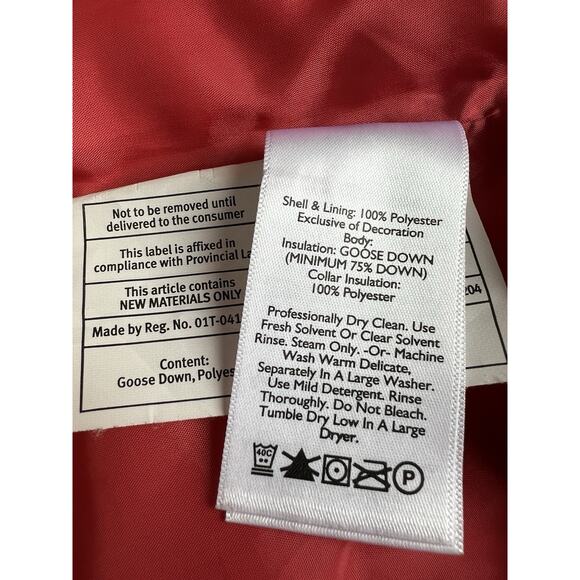 Not to be removed until
delivered to the consumer
This label is affixed in
compliance with Provincial
This article contains
NEW MATERIALS ONLY
Made by Reg. No. 01T-041
Content:
Goose Down,
204
Shell & Lining: 100% Polyester
Exclusive of Decoration
Body:
Insulation: GOOSE DOWN
(MINIMUM 75% DOWN)
Collar Insulation:
100% Polyester
Professionally Dry Clean. Use
Fresh Solvent Or Clear Solvent
Rinse. Steam Only. -Or- Machine
Wash Warm Delicate,
Separately In A Large Washer.
Use Mild Detergent. Rinse
Thoroughly. Do Not Bleach.
Tumble Dry Low In A Large
Dryer.
40C
P